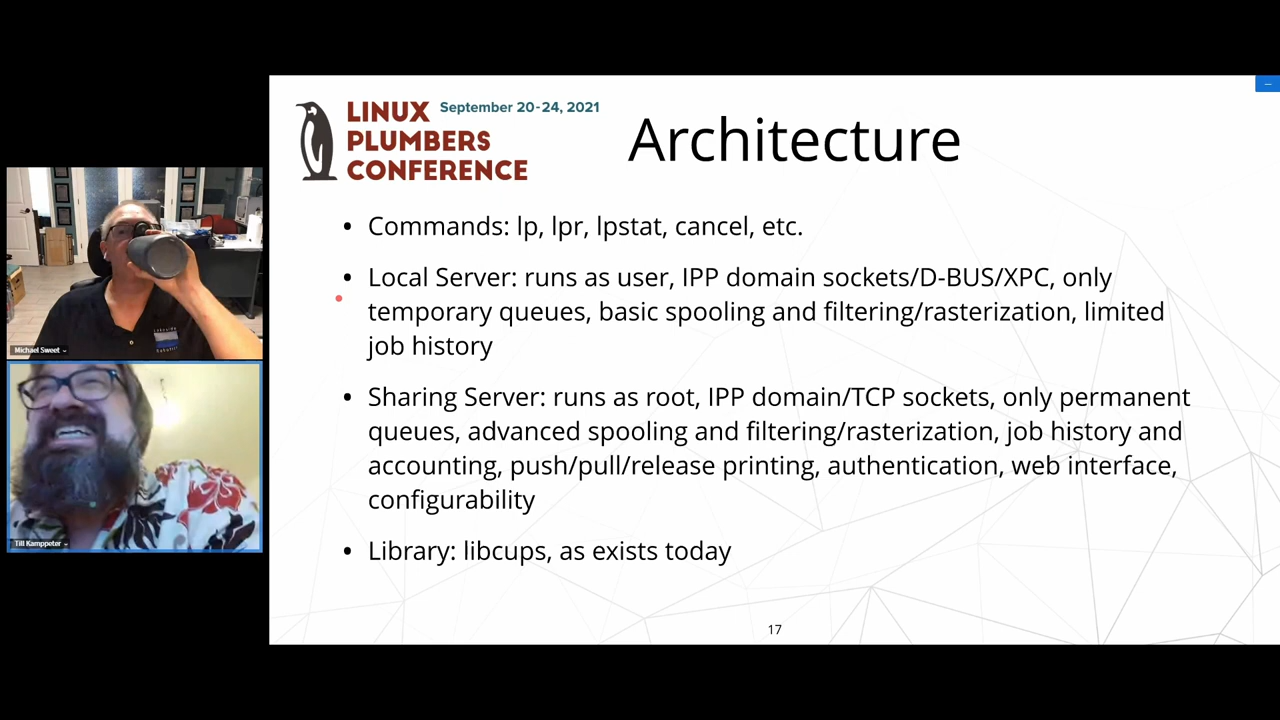 LINUX
September 20-24, 2021
PLUMBERS
CONFERENCE
Architecture
• Commands: lp, lpr, lpstat, cancel, etc.
• Local Server: runs as user, IPP domain sockets/D-BUS/XPC, only
temporary queues, basic spooling and filtering/rasterization, limited
job history
• Sharing Server: runs as root, IPP domain/TCP sockets, only permanent
queues, advanced spooling and filtering/rasterization, job history and
accounting, push/pull/release printing, authentication, web interface,
configurability
• Library: libcups, as exists today
17
Michael Sweet
Till Kamppeter